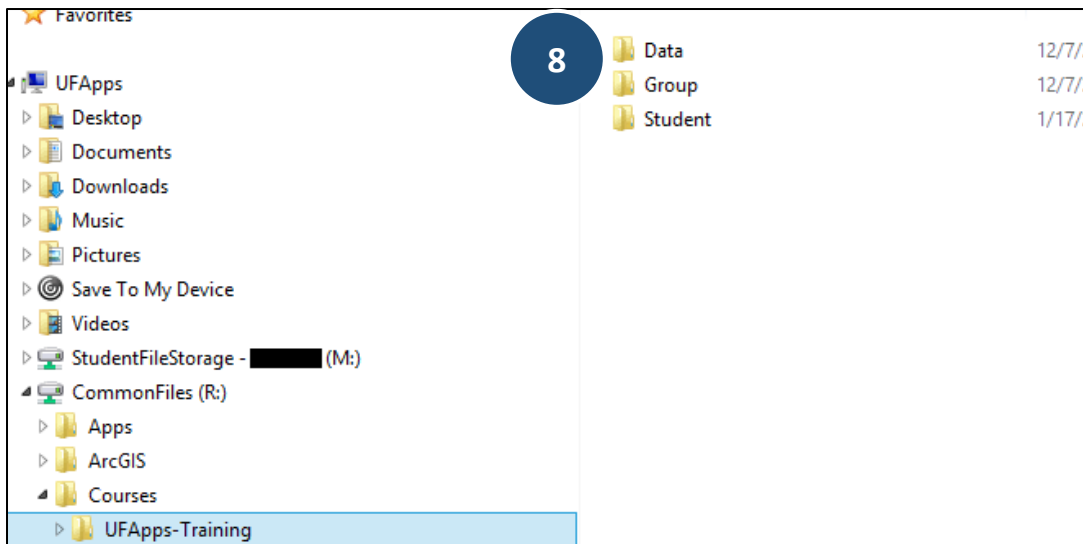 Favorites
UFApps
Desktop
Documents
Downloads
Music
Pictures
Save To My Device
Videos
StudentFileStorage - (M:)
CommonFiles (R:)
Apps
ArcGIS
Courses
UFApps-Training
8
Data 12/7/
Group 12/7/
Student 1/17/